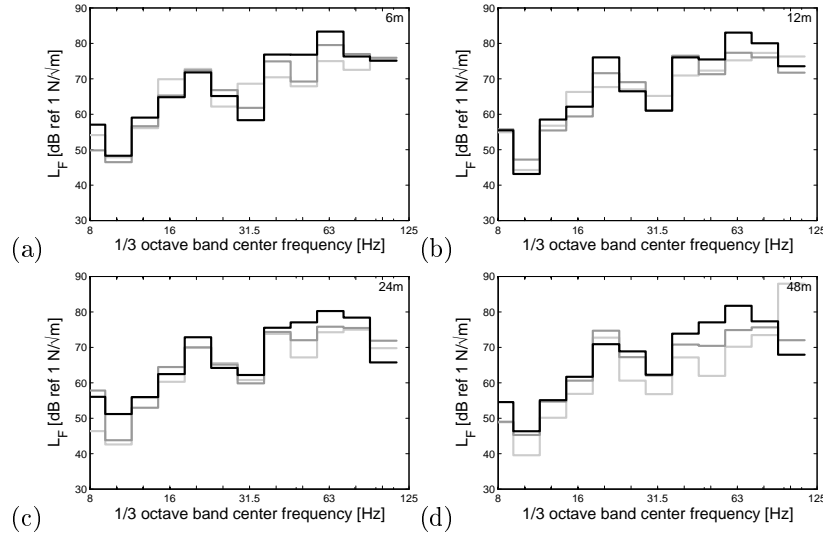 90
80
70
60
50
40
30
L_F [dB ref 1 N/√m]
6m
8 16 31.5 63 125
(a) 1/3 octave band center frequency [Hz]
90
80
70
60
50
40
30
L_F [dB ref 1 N/√m]
12m
8 16 31.5 63 125
(b) 1/3 octave band center frequency [Hz]
90
80
70
60
50
40
30
L_F [dB ref 1 N/√m]
24m
8 16 31.5 63 125
(c) 1/3 octave band center frequency [Hz]
90
80
70
60
50
40
30
L_F [dB ref 1 N/√m]
48m
8 16 31.5 63 125
(d) 1/3 octave band center frequency [Hz]